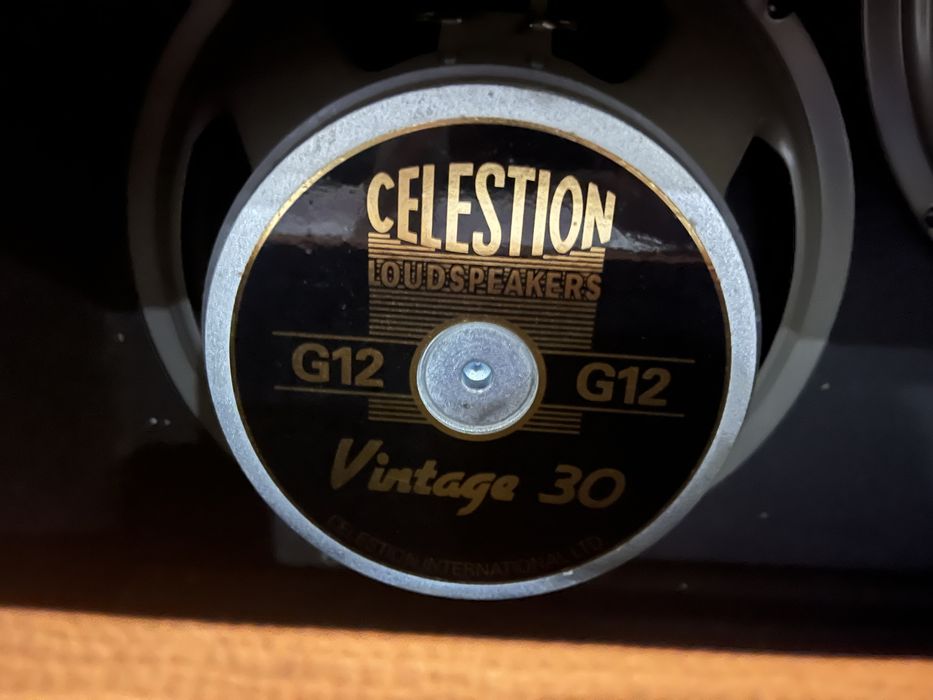 CELESTION
LOUDSPEAKERS
G12 G12
Vintage 30
CELESTION INTERNATIONAL LTD